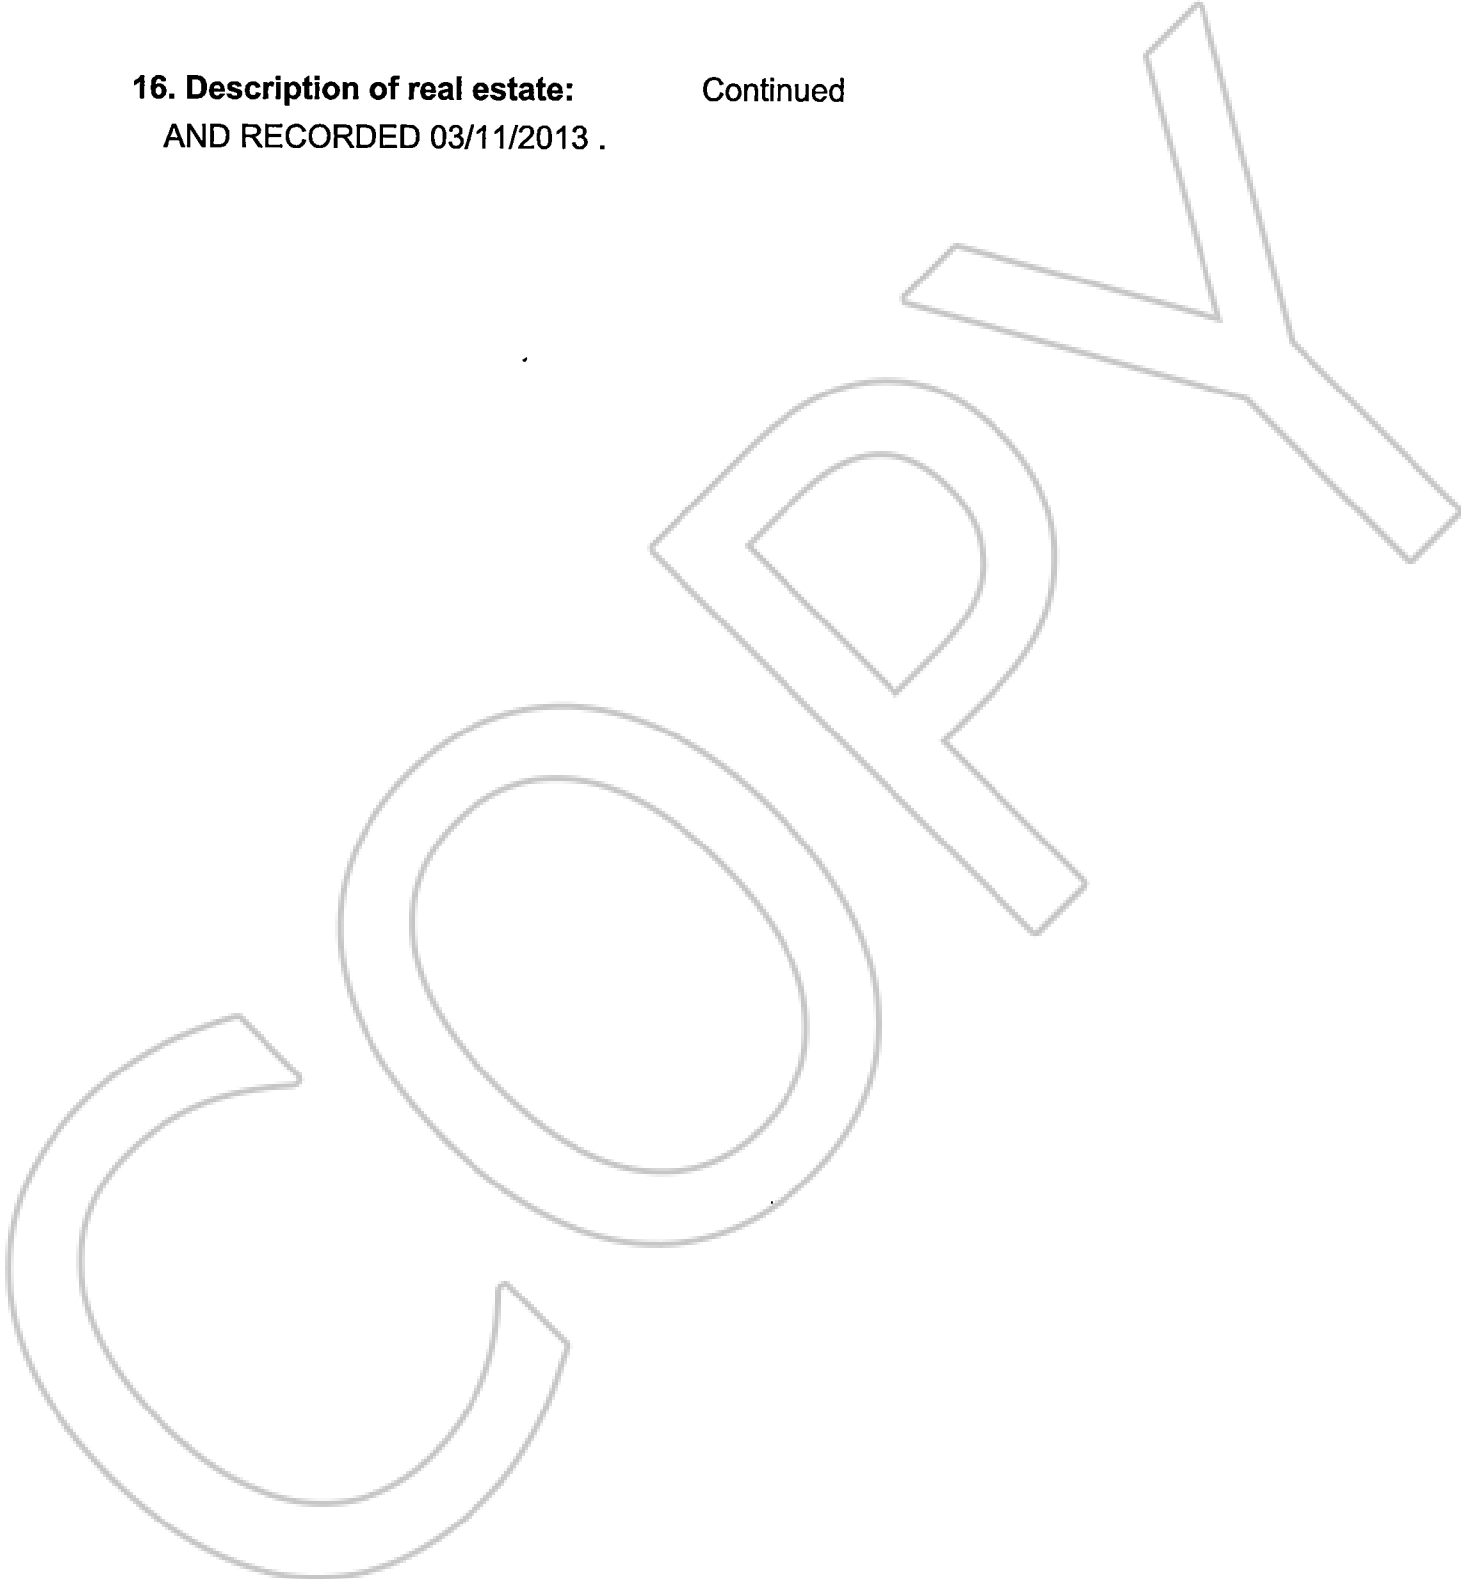 16. Description of real estate: Continued
AND RECORDED 03/11/2013 .
COPY